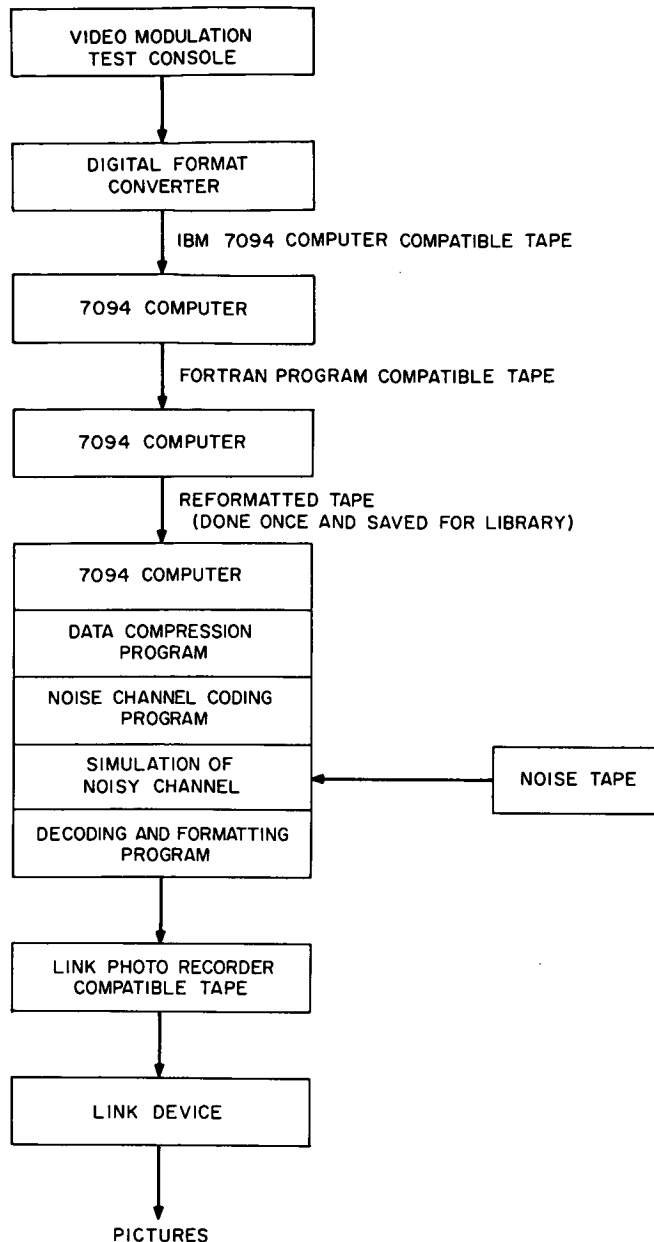 VIDEO MODULATION
TEST CONSOLE
DIGITAL FORMAT
CONVERTER
IBM 7094 COMPUTER COMPATIBLE TAPE
7094 COMPUTER
FORTRAN PROGRAM COMPATIBLE TAPE
7094 COMPUTER
REFORMATTED TAPE
(DONE ONCE AND SAVED FOR LIBRARY)
7094 COMPUTER
DATA COMPRESSION
PROGRAM
NOISE CHANNEL CODING
PROGRAM
SIMULATION OF
NOISY CHANNEL
NOISE TAPE
DECODING AND FORMATTING
PROGRAM
LINK PHOTO RECORDER
COMPATIBLE TAPE
LINK DEVICE
PICTURES